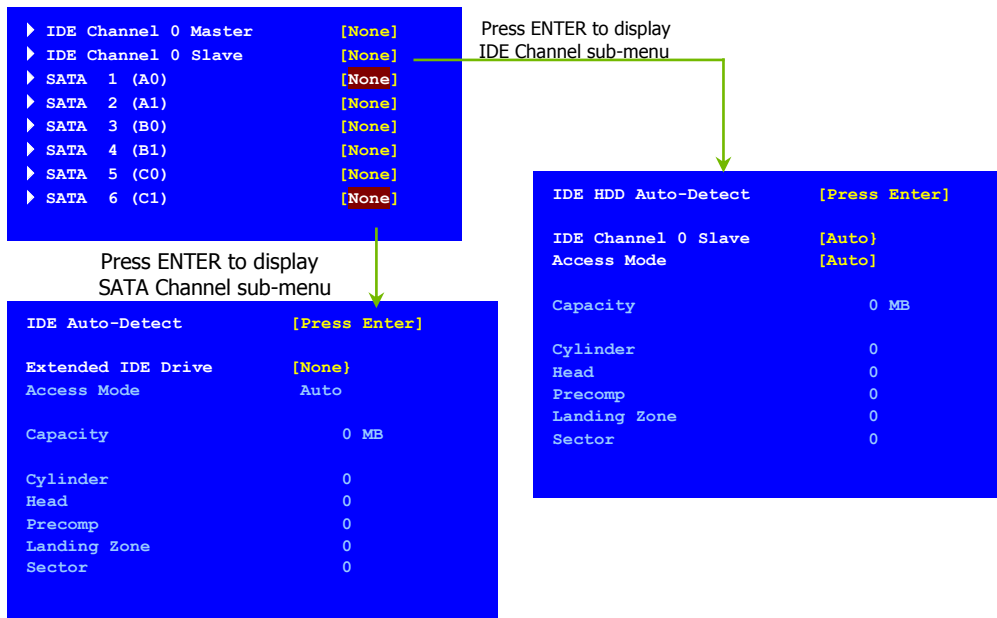 IDE Channel 0 Master [None]
IDE Channel 0 Slave [None]
SATA 1 (A0) [None]
SATA 2 (A1) [None]
SATA 3 (B0) [None]
SATA 4 (B1) [None]
SATA 5 (C0) [None]
SATA 6 (C1) [None]
Press ENTER to display
IDE Channel sub-menu
IDE HDD Auto-Detect [Press Enter]
IDE Channel 0 Slave [Auto}
Access Mode [Auto]
Capacity 0 MB
Cylinder 0
Head 0
Precomp 0
Landing Zone 0
Sector 0
Press ENTER to display
SATA Channel sub-menu
IDE Auto-Detect [Press Enter]
Extended IDE Drive [None}
Access Mode Auto
Capacity 0 MB
Cylinder 0
Head 0
Precomp 0
Landing Zone 0
Sector 0